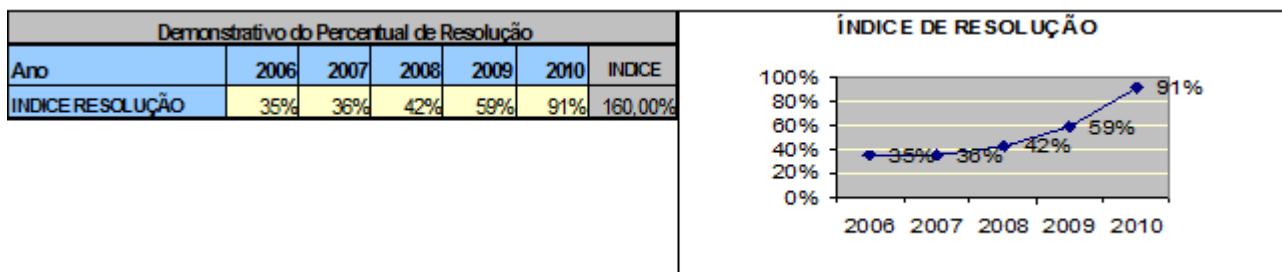 Demonstrativo do Percentual de Resolução
Ano 2006 2007 2008 2009 2010 INDICE
INDICE RESOLUÇÃO 35% 36% 42% 59% 91% 160,00%
ÍNDICE DE RESOLUÇÃO
100%
80%
60%
40%
20%
0%
35% 36% 42% 59% 91%
2006 2007 2008 2009 2010